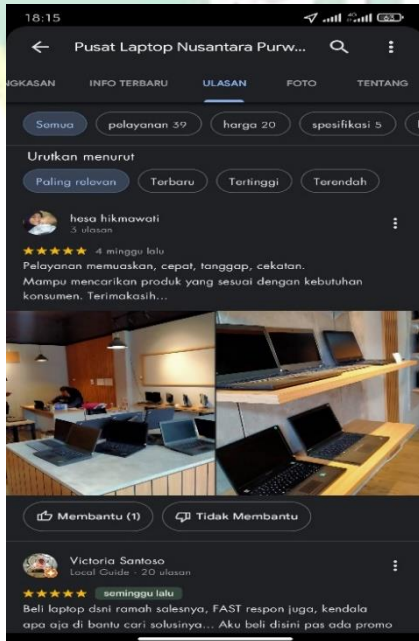 18:15
Pusat Laptop Nusantara Purw...
NGKASAN INFO TERBARU ULASAN FOTO TENTANG
Semua pelayanan 39 harga 20 spesifikasi 5
Urutkan menurut
Paling relevan Terbaru Tertinggi Terendah
hesa hikmawati
3 ulasan
4 minggu lalu
Pelayanan memuaskan, cepat, tanggap, cekatan.
Mampu mencarikan produk yang sesuai dengan kebutuhan
konsumen. Terimakasih...
Membantu (1) Tidak Membantu
Victoria Santoso
Local Guide · 20 ulasan
seminggu lalu
Beli laptop dsni ramah salesnya, FAST respon juga, kendala
apa aja di bantu cari solusinya... Aku beli disini pas ada promo